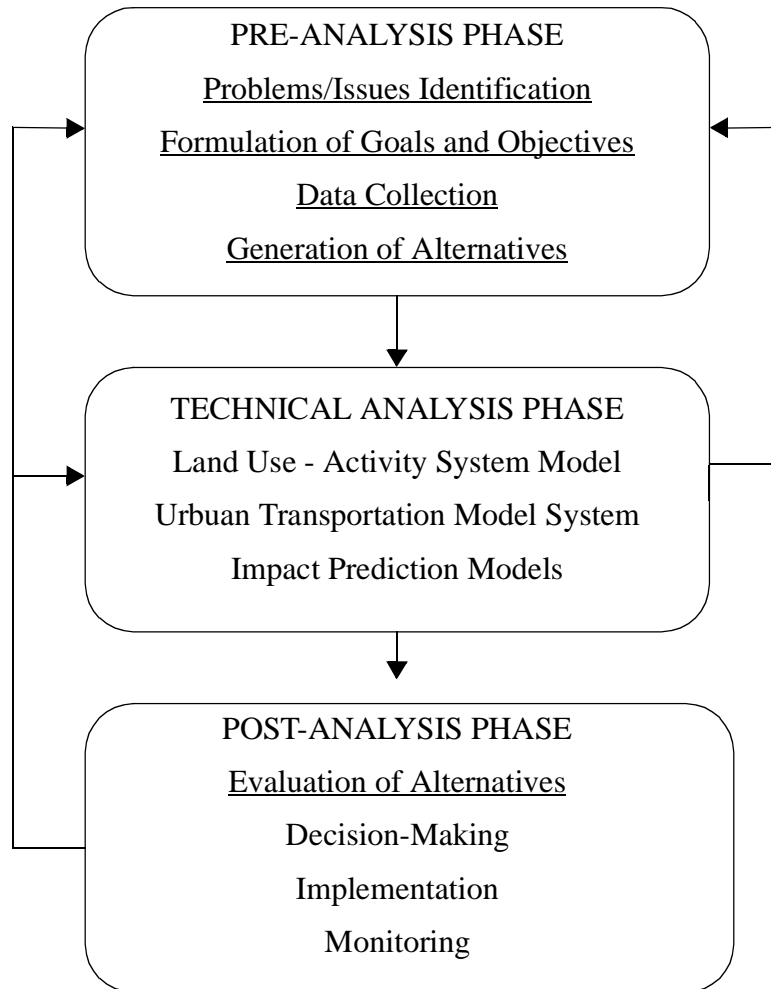 PRE-ANALYSIS PHASE
Problems/Issues Identification
Formulation of Goals and Objectives
Data Collection
Generation of Alternatives
TECHNICAL ANALYSIS PHASE
Land Use - Activity System Model
Urbuan Transportation Model System
Impact Prediction Models
POST-ANALYSIS PHASE
Evaluation of Alternatives
Decision-Making
Implementation
Monitoring